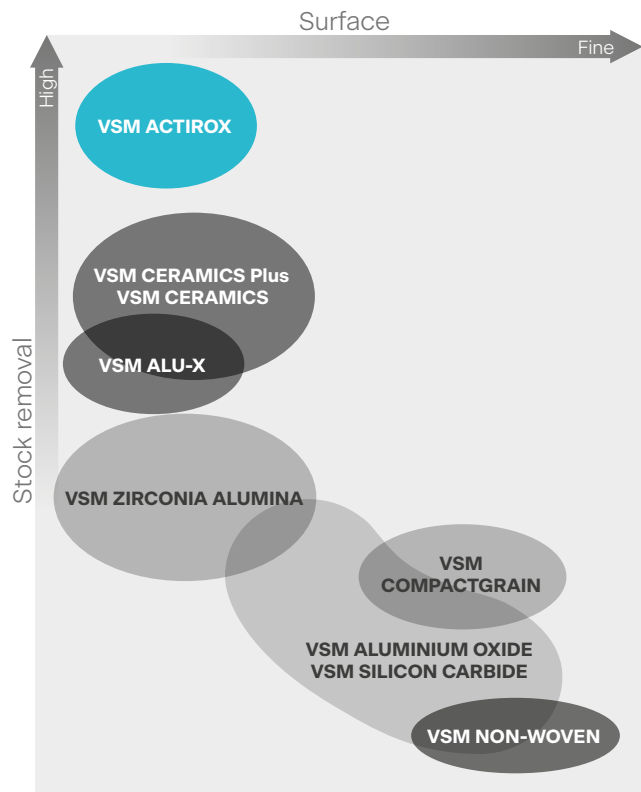 Surface
Fine
High
VSM ACTIROX
VSM CERAMICS Plus
VSM CERAMICS
VSM ALU-X
Stock removal
VSM ZIRCONIA ALUMINA
VSM
COMPACTGRAIN
VSM ALUMINIUM OXIDE
VSM SILICON CARBIDE
VSM NON-WOVEN